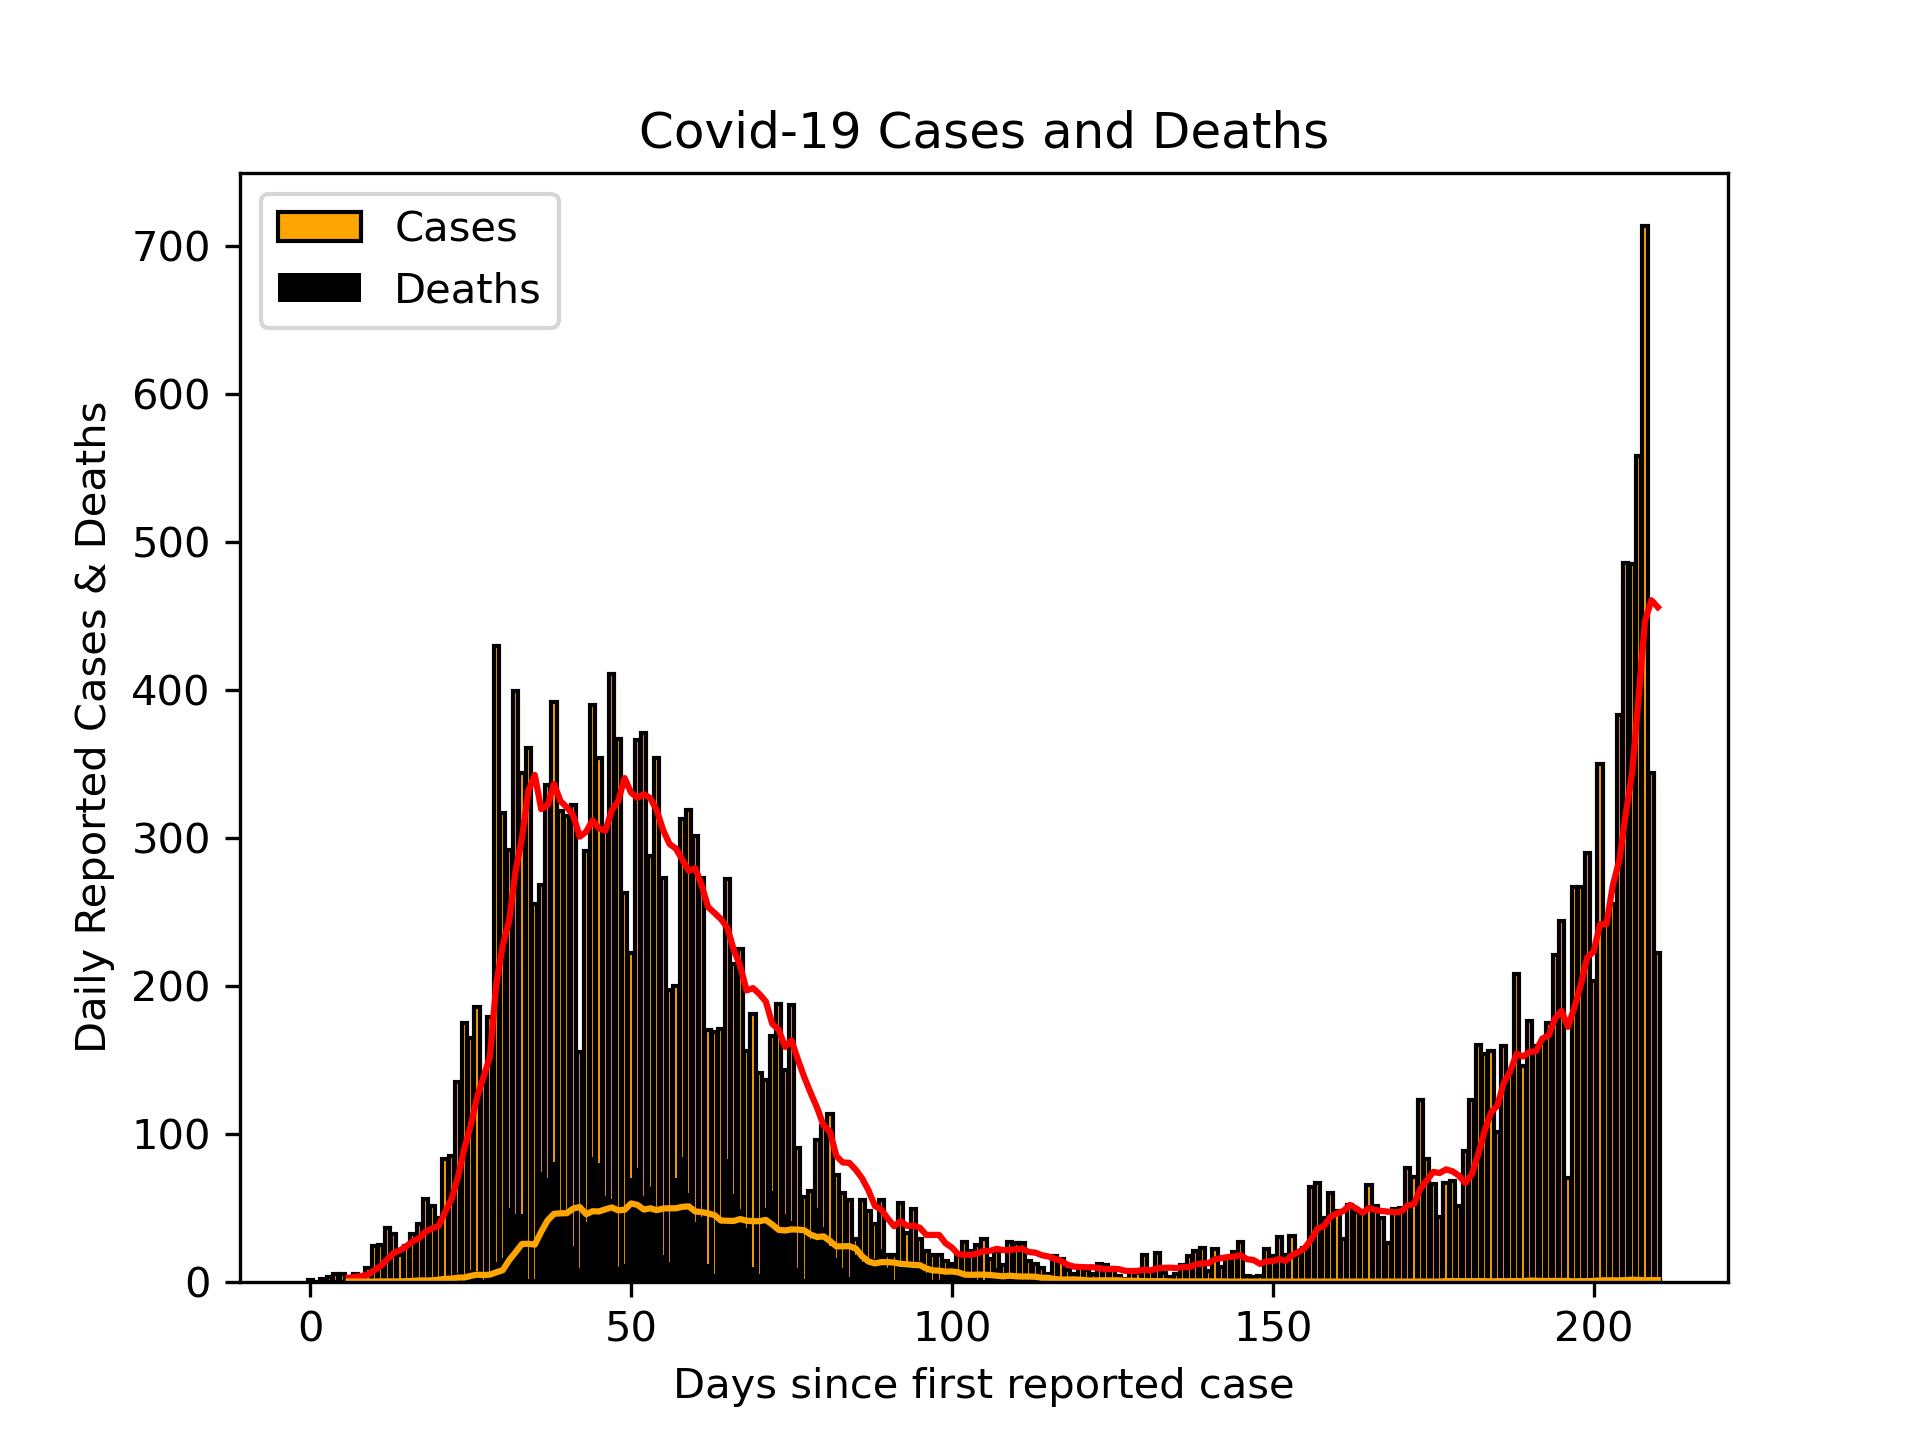 Covid-19 Cases and Deaths
Cases
Deaths
700
600
500
400
300
200
100
0
Daily Reported Cases & Deaths
0 50 100 150 200
Days since first reported case